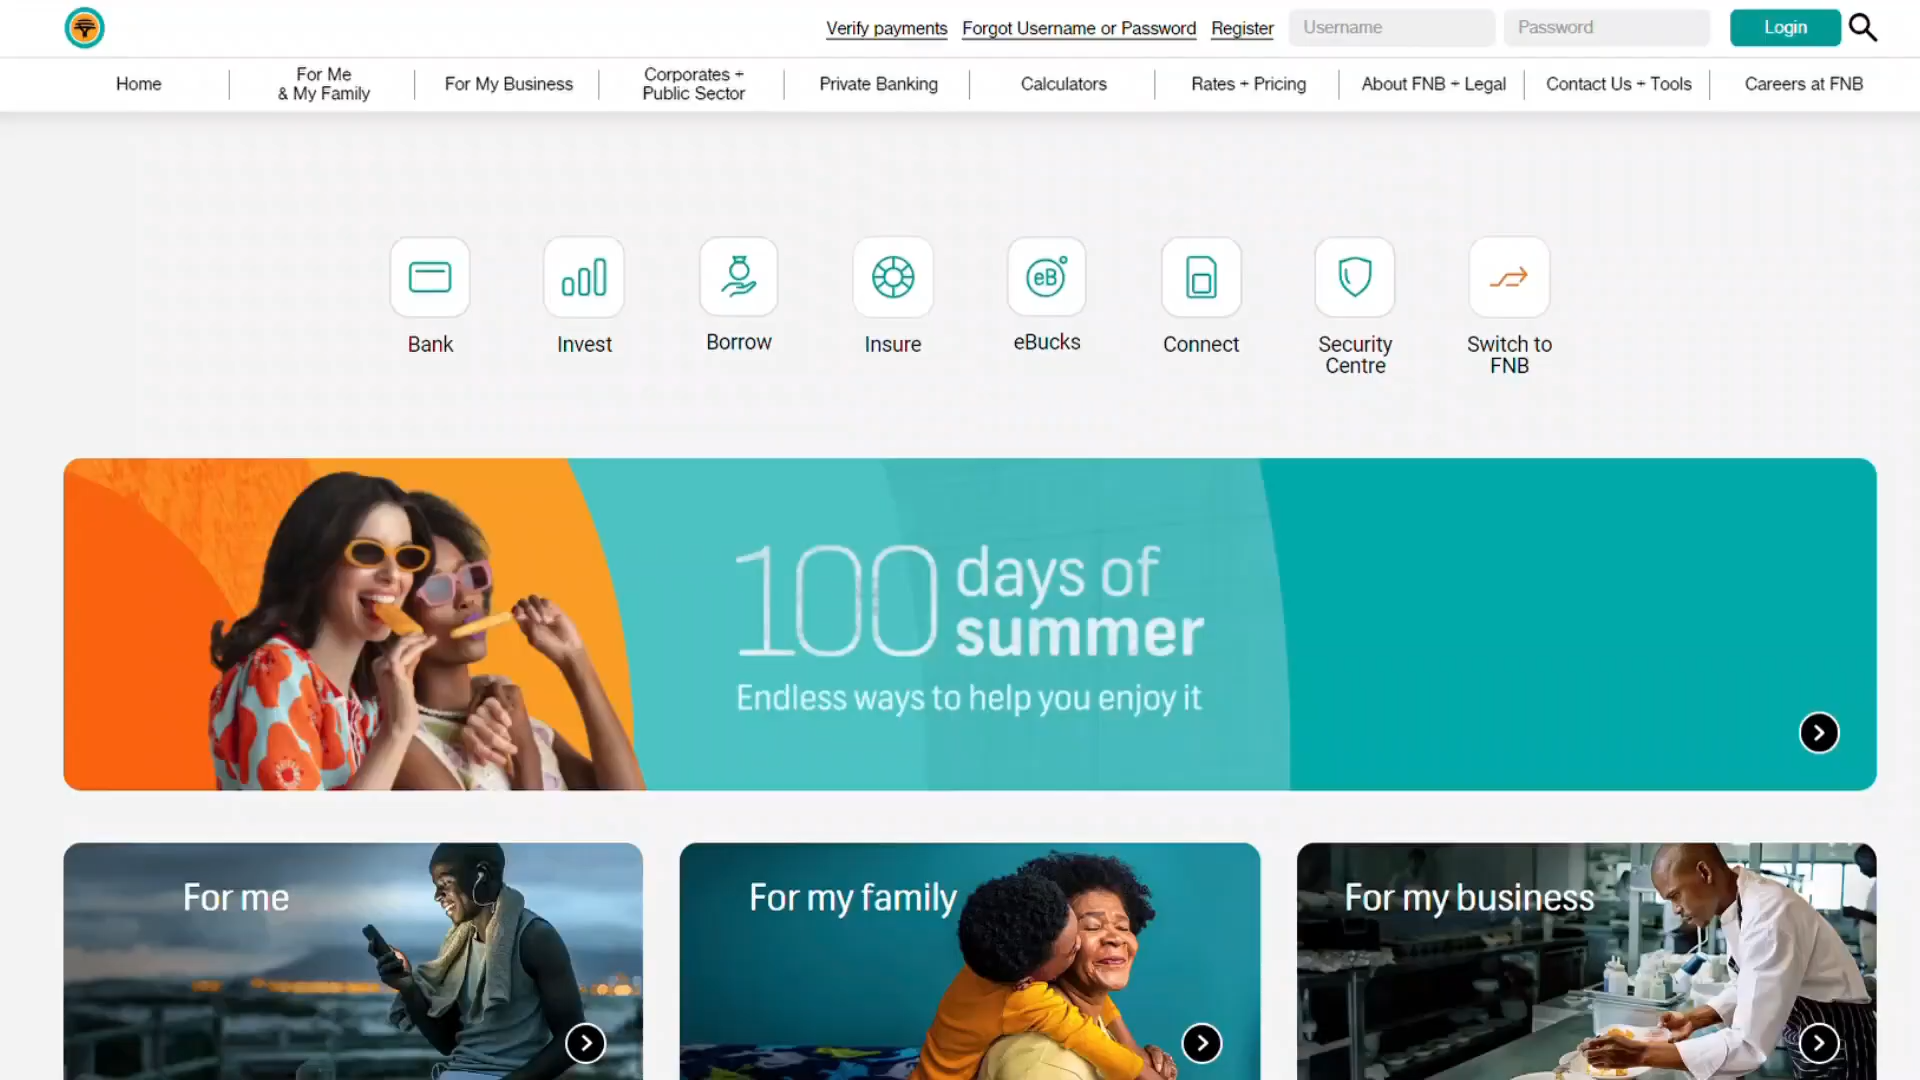 Verify payments Forgot Username or Password Register Username Password Login
Home
For Me
& My Family
For My Business
Corporates +
Public Sector
Private Banking
Calculators
Rates + Pricing
About FNB + Legal
Contact Us + Tools
Careers at FNB
Bank
Invest
Borrow
Insure
eB
eBucks
Connect
Security
Centre
Switch to
FNB
100 days of
summer
Endless ways to help you enjoy it
For me
For my family
For my business